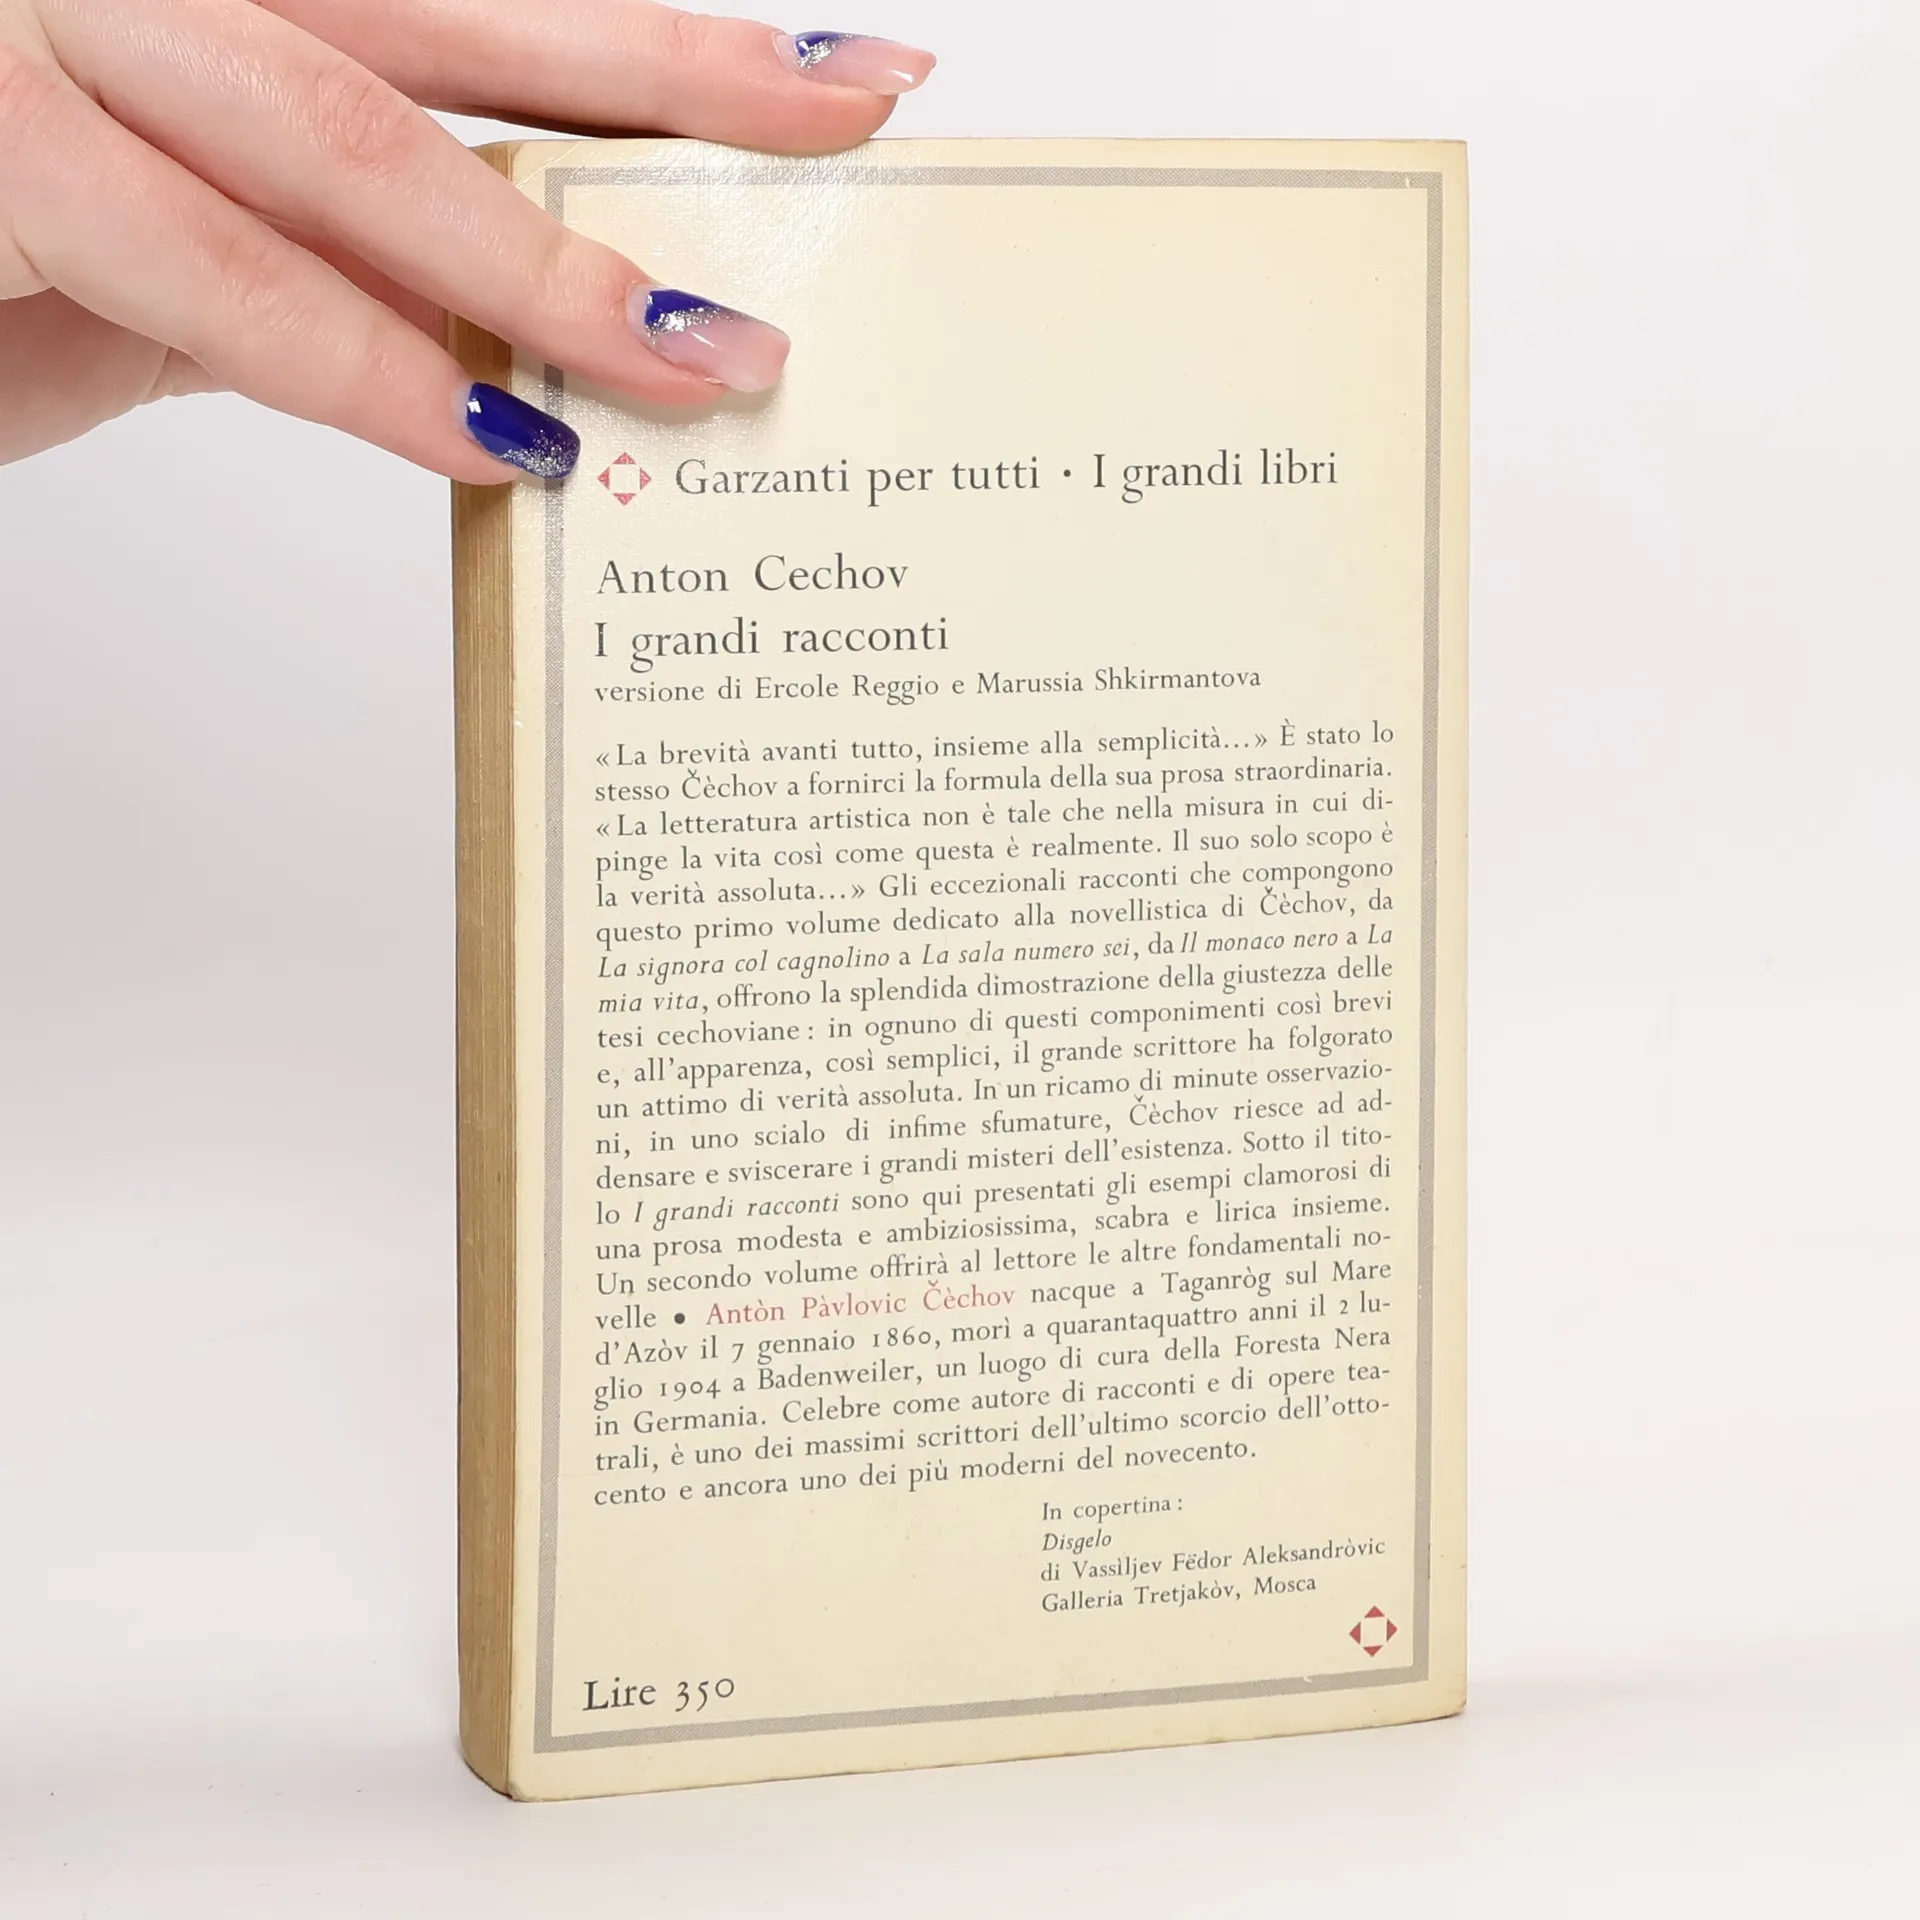 Garzanti per tutti · I grandi libri
Anton Cechov
I grandi racconti
versione di Ercole Reggio e Marussia Shkirmantova
«La brevità avanti tutto, insieme alla semplicità...» È stato lo
stesso Čèchov a fornirci la formula della sua prosa straordinaria.
«La letteratura artistica non è tale che nella misura in cui di-
pinge la vita così come questa è realmente. Il suo solo scopo è
la verità assoluta...» Gli eccezionali racconti che compongono
questo primo volume dedicato alla novellistica di Čèchov, da
La signora col cagnolino a La sala numero sei, da Il monaco nero a La
mia vita, offrono la splendida dimostrazione della giustezza delle
tesi cechoviane: in ognuno di questi componimenti così brevi
e, all'apparenza, così semplici, il grande scrittore ha folgorato
un attimo di verità assoluta. In un ricamo di minute osservazio-
ni, in uno scialo di infime sfumature, Čèchov riesce ad ad-
densare e sviscerare i grandi misteri dell'esistenza. Sotto il tito-
lo I grandi racconti sono qui presentati gli esempi clamorosi di
una prosa modesta e ambiziosissima, scabra e lirica insieme.
Un secondo volume offrirà al lettore le altre fondamentali no-
velle • Antòn Pàvlovic Čèchov nacque a Taganròg sul Mare
d'Azòv il 7 gennaio 1860, morì a quarantaquattro anni il 2 lu-
glio 1904 a Badenweiler, un luogo di cura della Foresta Nera
in Germania. Celebre come autore di racconti e di opere tea-
trali, è uno dei massimi scrittori dell'ultimo scorcio dell'otto-
cento e ancora uno dei più moderni del novecento.
In copertina:
Disgelo
di Vassìljev Fëdor Aleksandròvic
Galleria Tretjakòv, Mosca
Lire 350